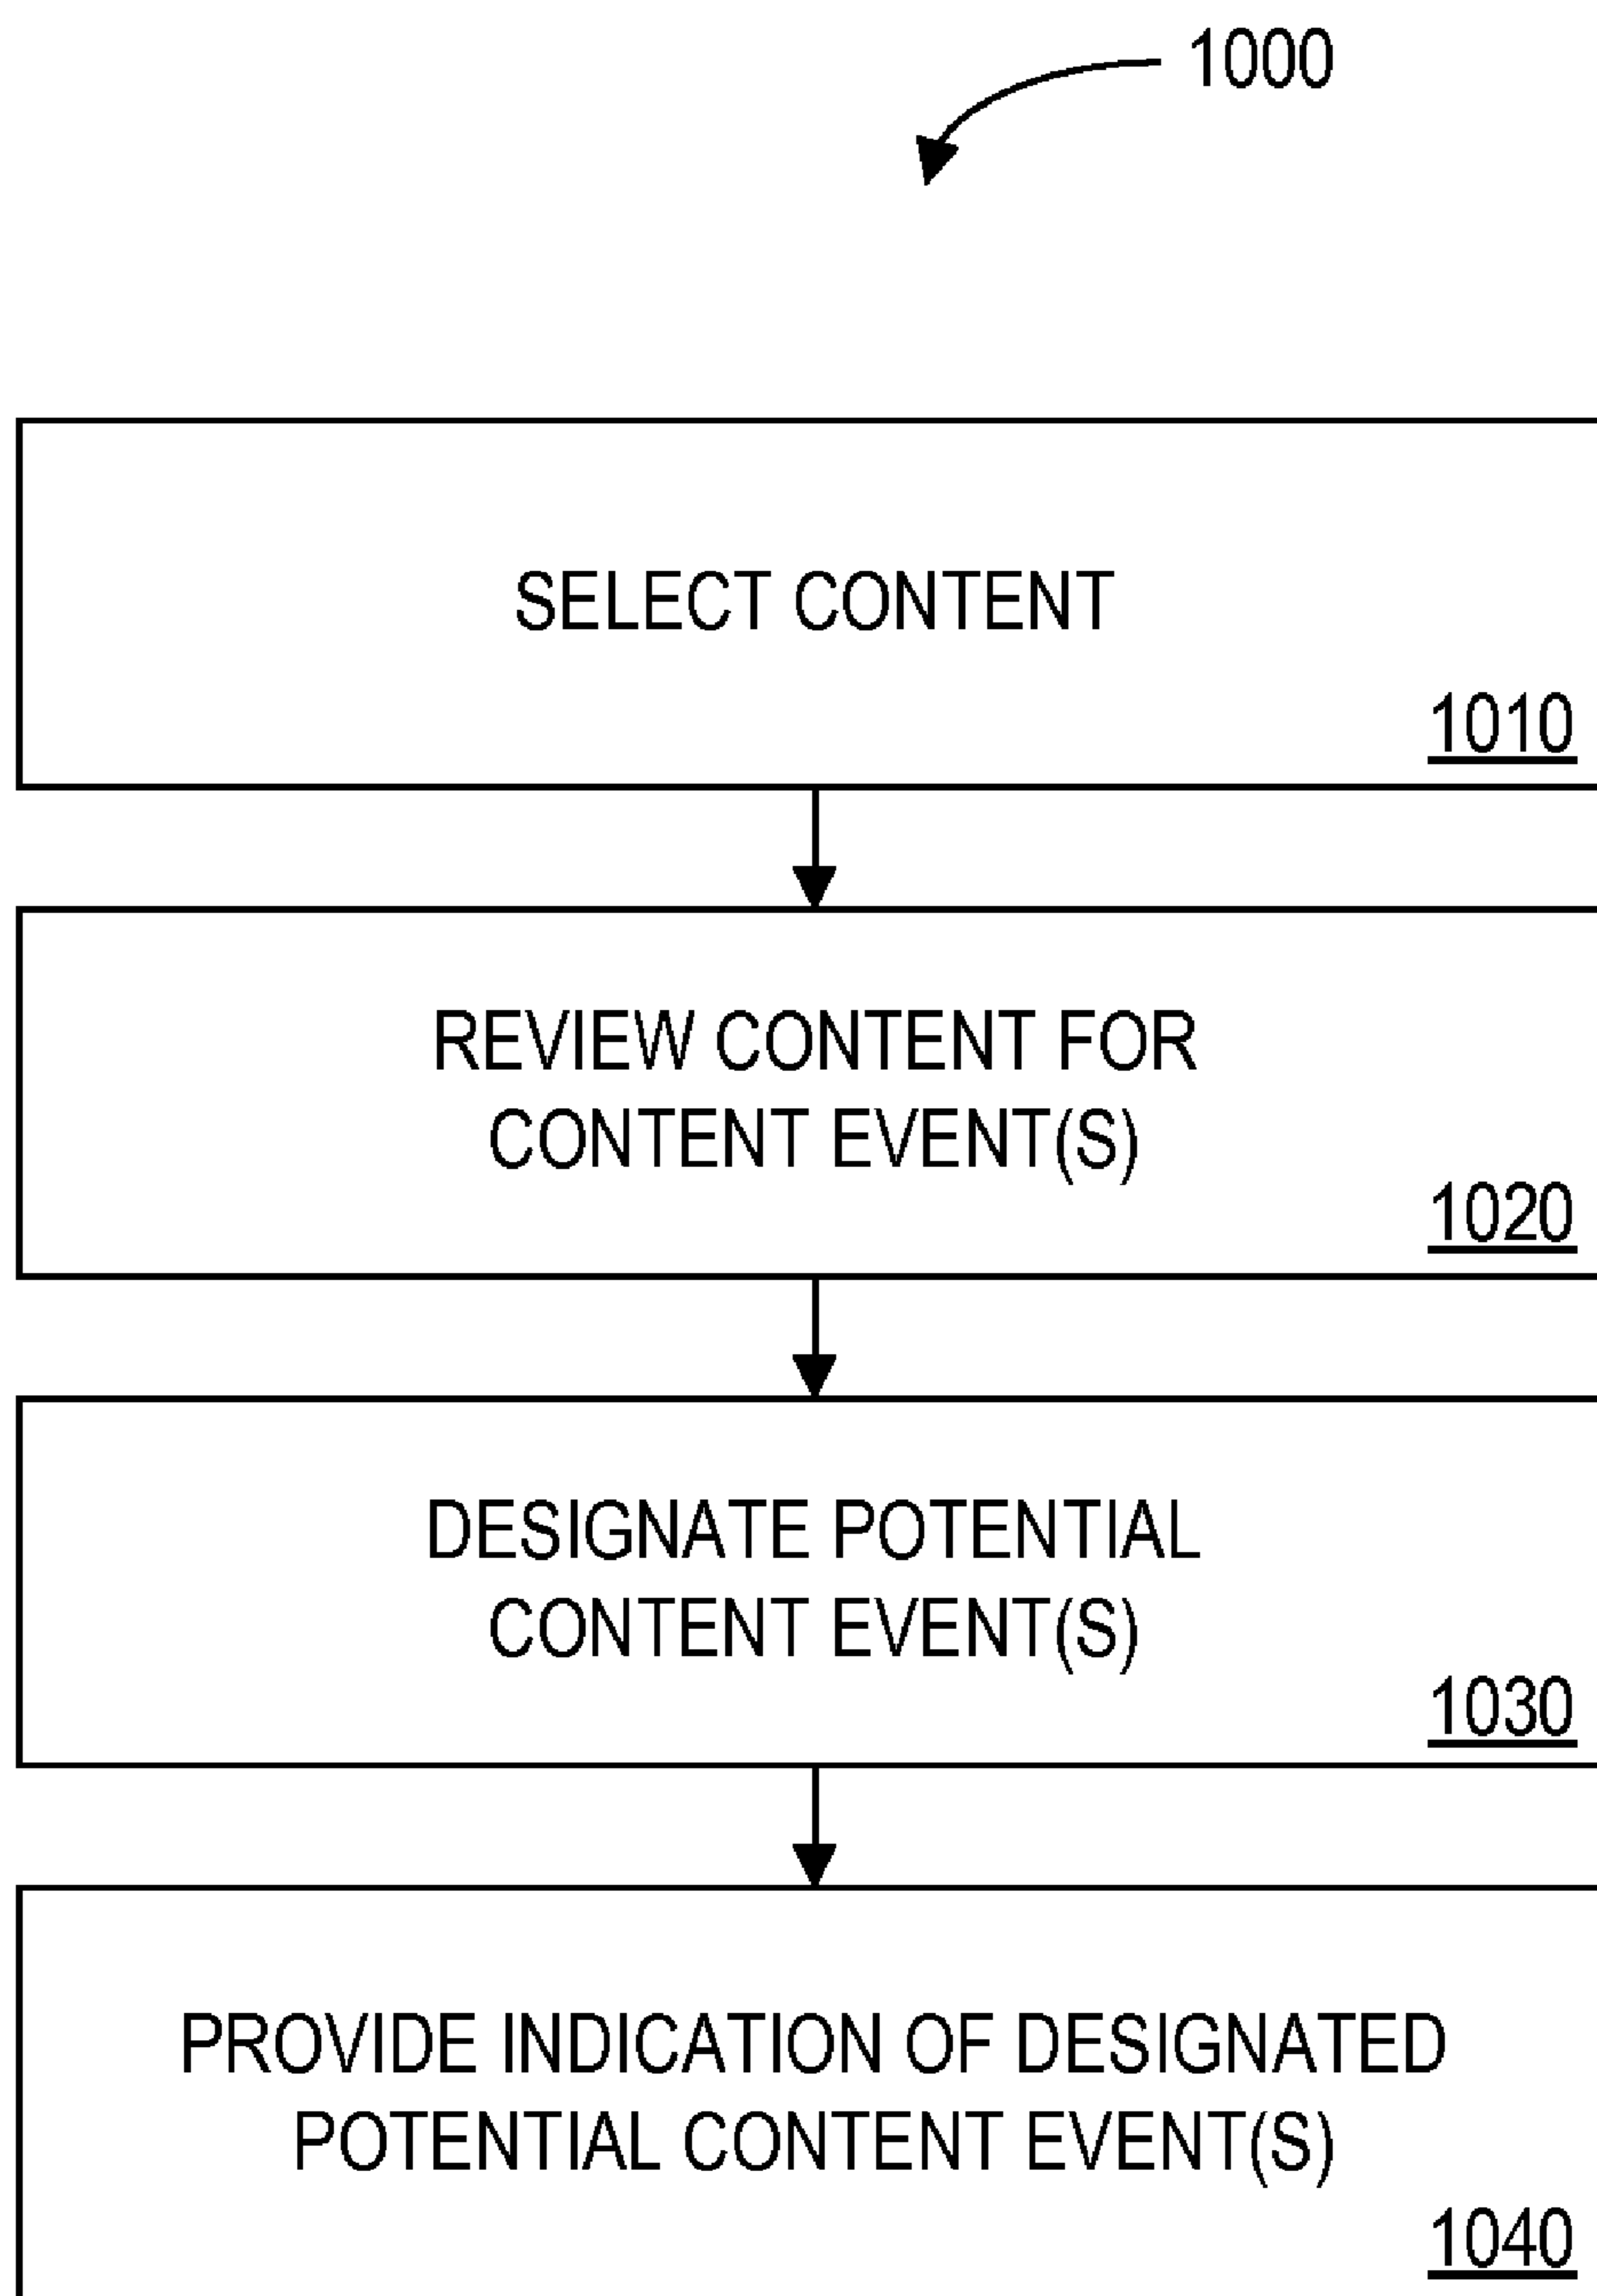 1000
SELECT CONTENT
1010
REVIEW CONTENT FOR
CONTENT EVENT(S)
1020
DESIGNATE POTENTIAL
CONTENT EVENT(S)
1030
PROVIDE INDICATION OF DESIGNATED
POTENTIAL CONTENT EVENT(S)
1040